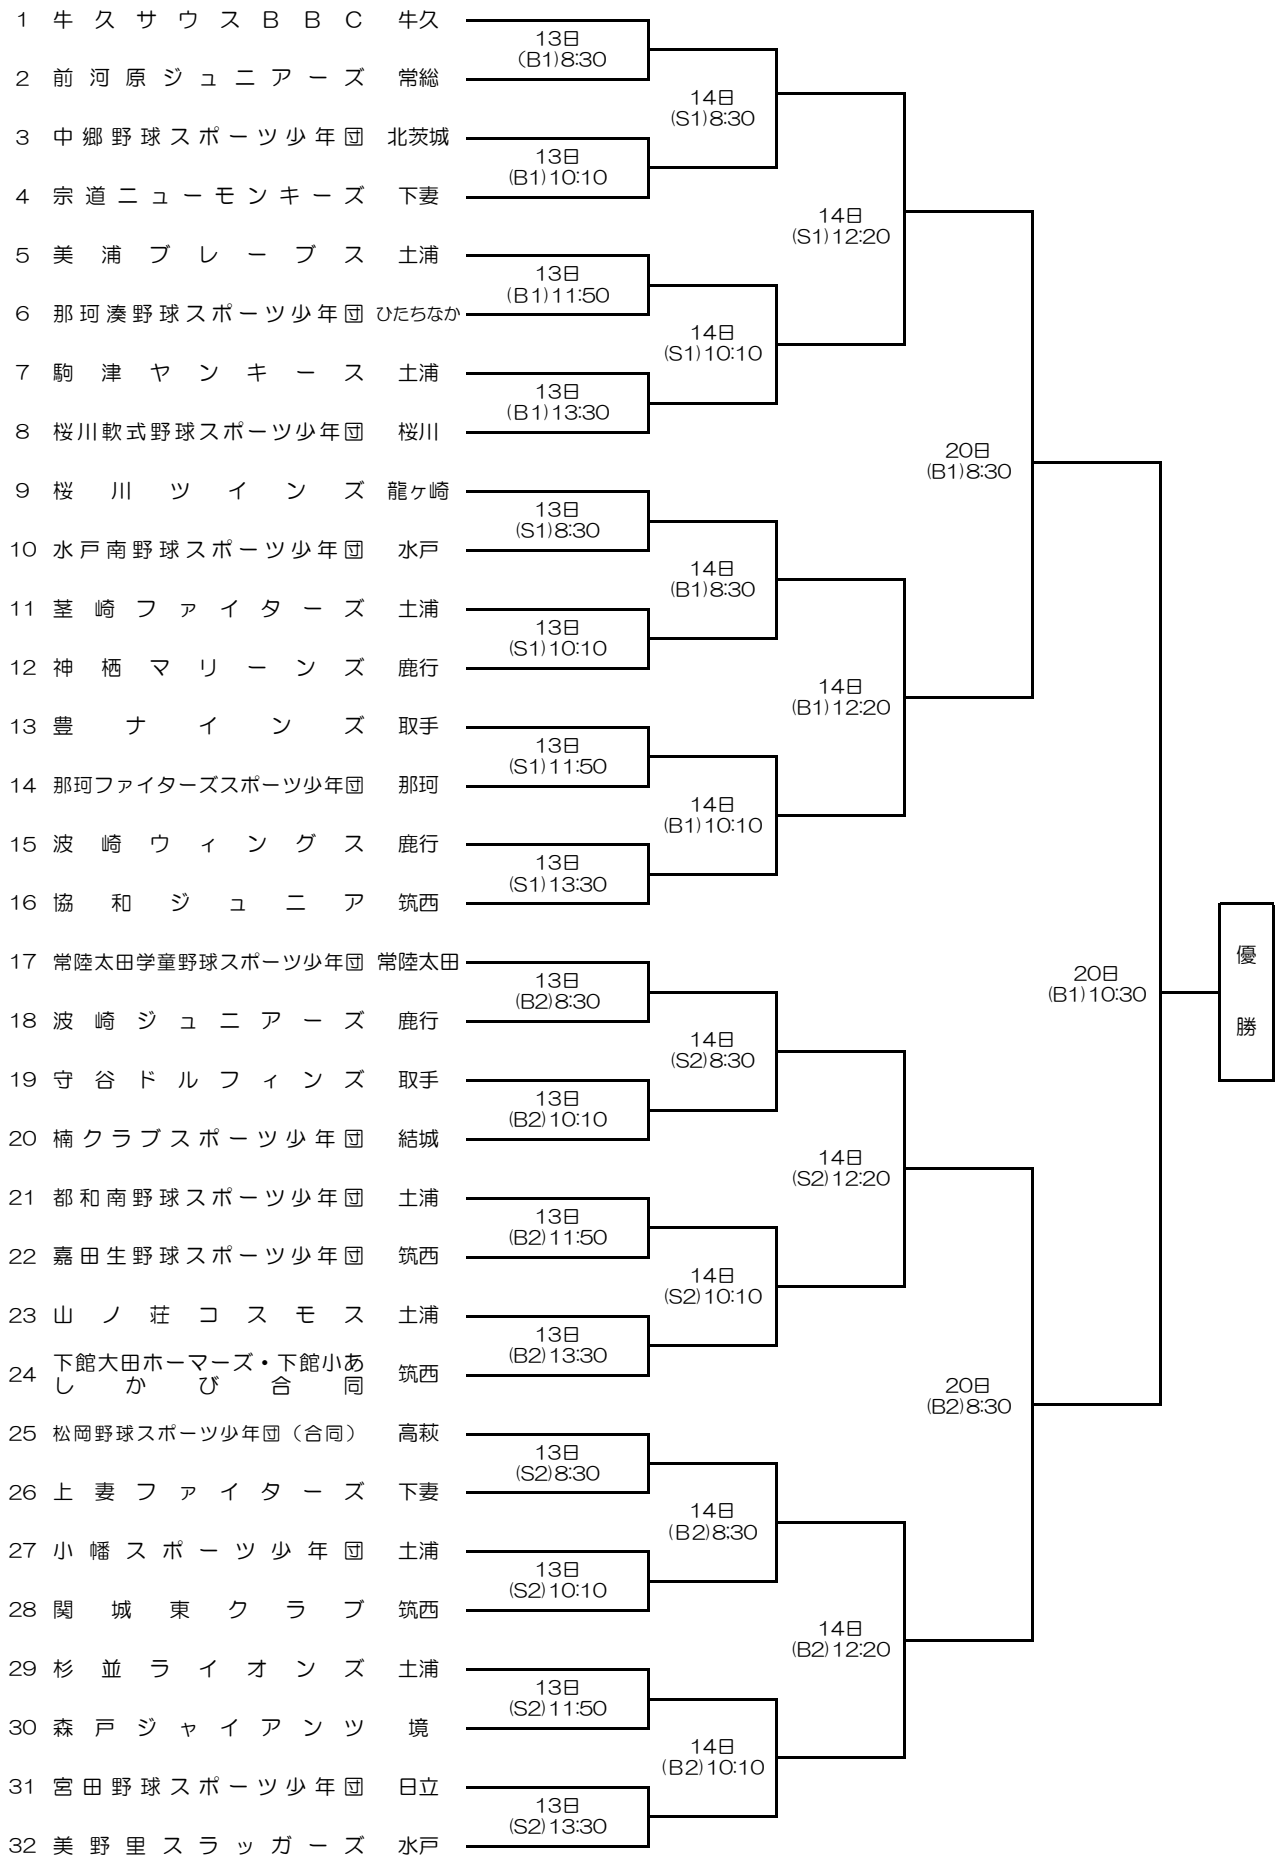 1 牛久サウスBBC 牛久
13日
(B1)8:30
2 前河原ジュニアーズ 常総
14日
(S1)8:30
3 中郷野球スポーツ少年団 北茨城
13日
(B1)10:10
4 宗道ニューモンキーズ 下妻
14日
(S1)12:20
5 美浦ブレーブス 土浦
13日
(B1)11:50
6 那珂湊野球スポーツ少年団 ひたちなか
14日
(S1)10:10
7 駒津ヤンキース 土浦
13日
(B1)13:30
8 桜川軟式野球スポーツ少年団 桜川
20日
(B1)8:30
9 桜川ツインズ 龍ヶ崎
13日
(S1)8:30
10 水戸南野球スポーツ少年団 水戸
14日
(B1)8:30
11 茎崎ファイターズ 土浦
13日
(S1)10:10
12 神栖マリーンズ 鹿行
14日
(B1)12:20
13 豊ナインズ 取手
13日
(S1)11:50
14 那珂ファイターズスポーツ少年団 那珂
14日
(B1)10:10
15 波崎ウィングス 鹿行
13日
(S1)13:30
16 協和ジュニア 筑西
優勝
17 常陸太田学童野球スポーツ少年団 常陸太田
20日
(B1)10:30
13日
(B2)8:30
18 波崎ジュニアーズ 鹿行
14日
(S2)8:30
19 守谷ドルフィンズ 取手
13日
(B2)10:10
20 楠クラブスポーツ少年団 結城
14日
(S2)12:20
21 都和南野球スポーツ少年団 土浦
13日
(B2)11:50
22 嘉田生野球スポーツ少年団 筑西
14日
(S2)10:10
23 山ノ荘コスモス 土浦
13日
(B2)13:30
24 下館大田ホーマーズ・下館小あ
しかび合同 筑西
20日
(B2)8:30
25 松岡野球スポーツ少年団（合同） 高萩
13日
(S2)8:30
26 上妻ファイターズ 下妻
14日
(B2)8:30
27 小幡スポーツ少年団 土浦
13日
(S2)10:10
28 関城東クラブ 筑西
14日
(B2)12:20
29 杉並ライオンズ 土浦
13日
(S2)11:50
30 森戸ジャイアンツ 境
14日
(B2)10:10
31 宮田野球スポーツ少年団 日立
13日
(S2)13:30
32 美野里スラッガーズ 水戸